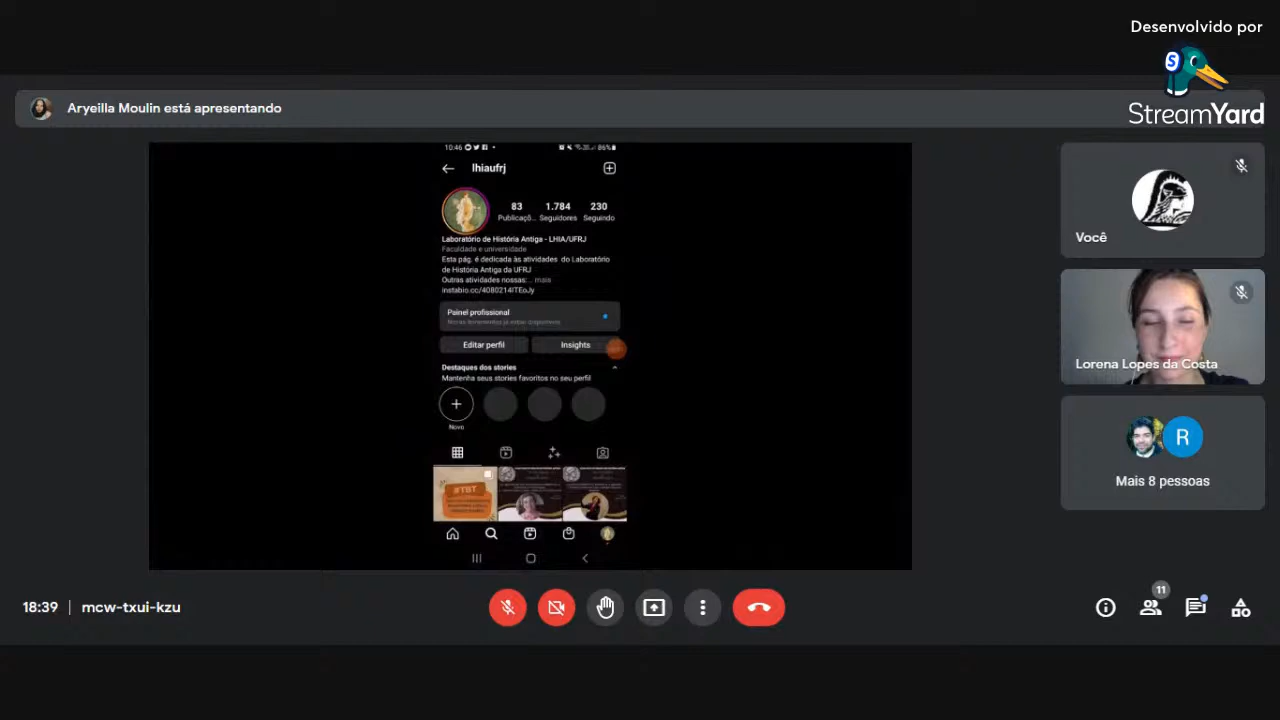 Desenvolvido por
StreamYard
Aryeilla Moulin está apresentando
10:46
86%
lhiaufrj
83
1.784
230
Publicaçõ... Seguidores Seguindo
Laboratório de História Antiga - LHIA/UFRJ
Faculdade e universidade
Esta pág. é dedicada às atividades do Laboratório
de História Antiga da UFRJ
Outras atividades nossas: ... mais
Painel profissional
Editar perfil
Insights
Destaques dos stories
Mantenha seus stories favoritos no seu perfil
Novo
#TBT
Você
Lorena Lopes da Costa
R
Mais 8 pessoas
18:39 | mcw-txui-kzu
11